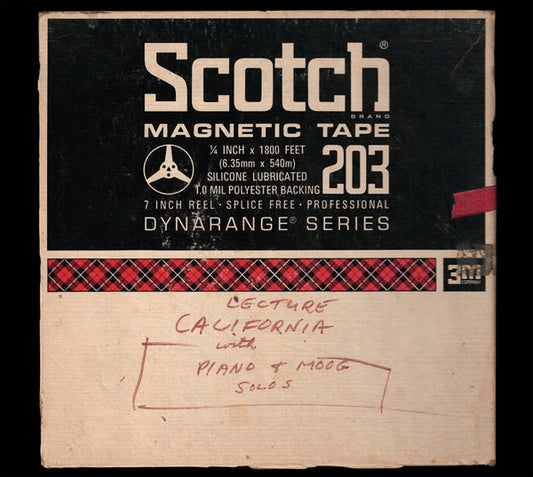 Scotch®
BRAND
MAGNETIC TAPE
¼ INCH x 1800 FEET
(6.35mm x 540m)
SILICONE LUBRICATED
1.0 MIL POLYESTER BACKING
203
7 INCH REEL · SPLICE FREE · PROFESSIONAL
DYNARANGE® SERIES
3M
COMPANY
LECTURE
CALIFORNIA
with
PIANO & MOOG
SOLOS